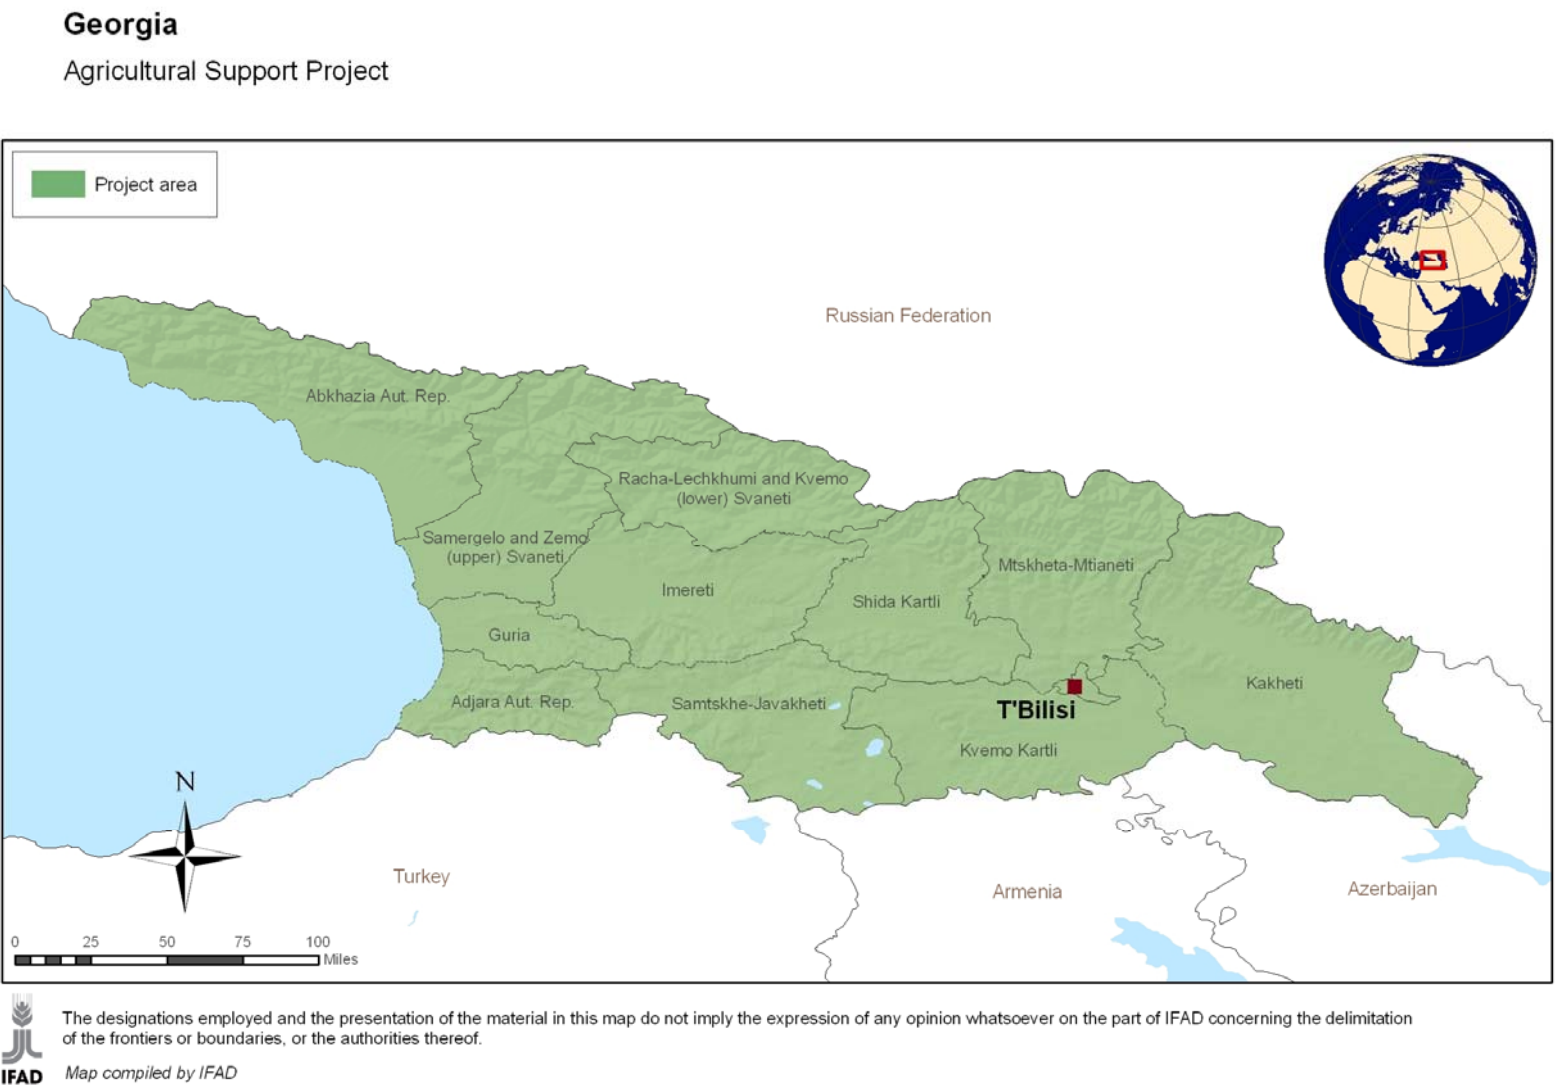 Georgia
Agricultural Support Project
Project area
Russian Federation
Abkhazia Aut. Rep.
Racha-Lechkhumi and Kvemo
(lower) Svaneti
Samergelo and Zemo
(upper) Svaneti
Mtskheta-Mtianeti
Imereti
Shida Kartli
Guria
Kakheti
Adjara Aut. Rep.
Samtskhe-Javakheti
T'Bilisi
Kvemo Kartli
N
Turkey
Armenia
Azerbaijan
0 25 50 75 100
Miles
The designations employed and the presentation of the material in this map do not imply the expression of any opinion whatsoever on the part of IFAD concerning the delimitation
of the frontiers or boundaries, or the authorities thereof.
IFAD
Map compiled by IFAD